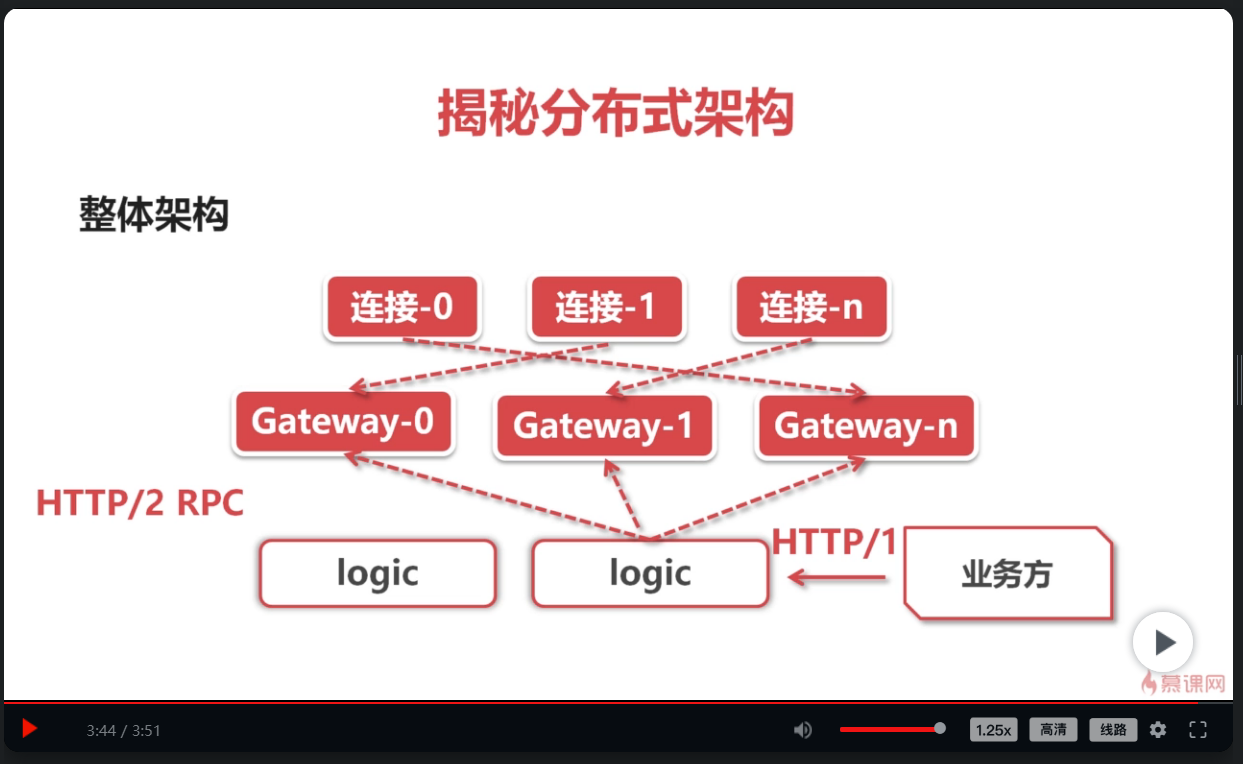 揭秘分布式架构
整体架构
连接-0 连接-1 连接-n
Gateway-0 Gateway-1 Gateway-n
HTTP/2 RPC
HTTP/1
logic logic 业务方
慕课网
3:44 / 3:51 1.25x 高清 线路